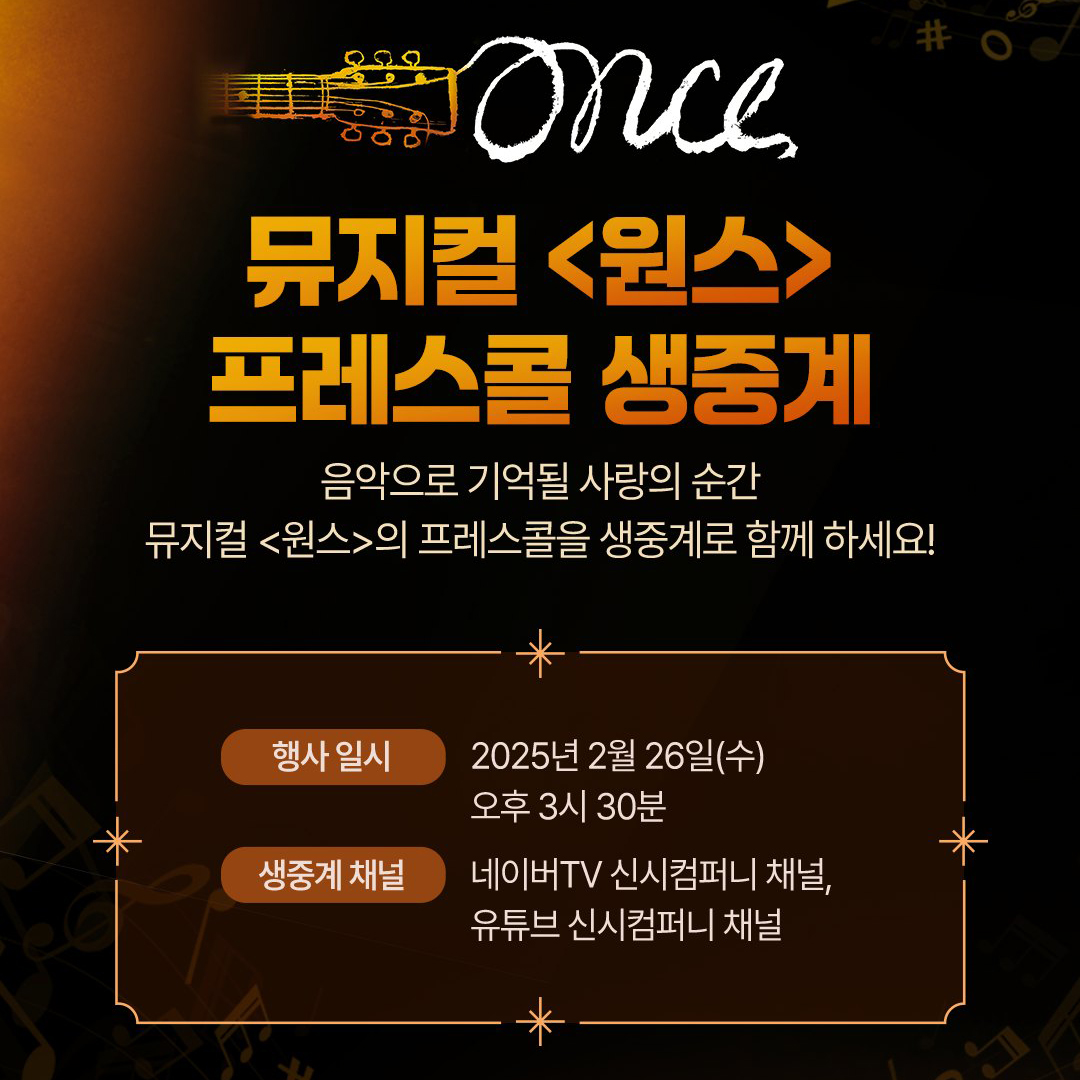 once
뮤지컬 <원스>
프레스콜 생중계
음악으로 기억될 사랑의 순간
뮤지컬 <원스>의 프레스콜을 생중계로 함께 하세요!
행사 일시 2025년 2월 26일(수)
오후 3시 30분
생중계 채널 네이버TV 신시컴퍼니 채널,
유튜브 신시컴퍼니 채널